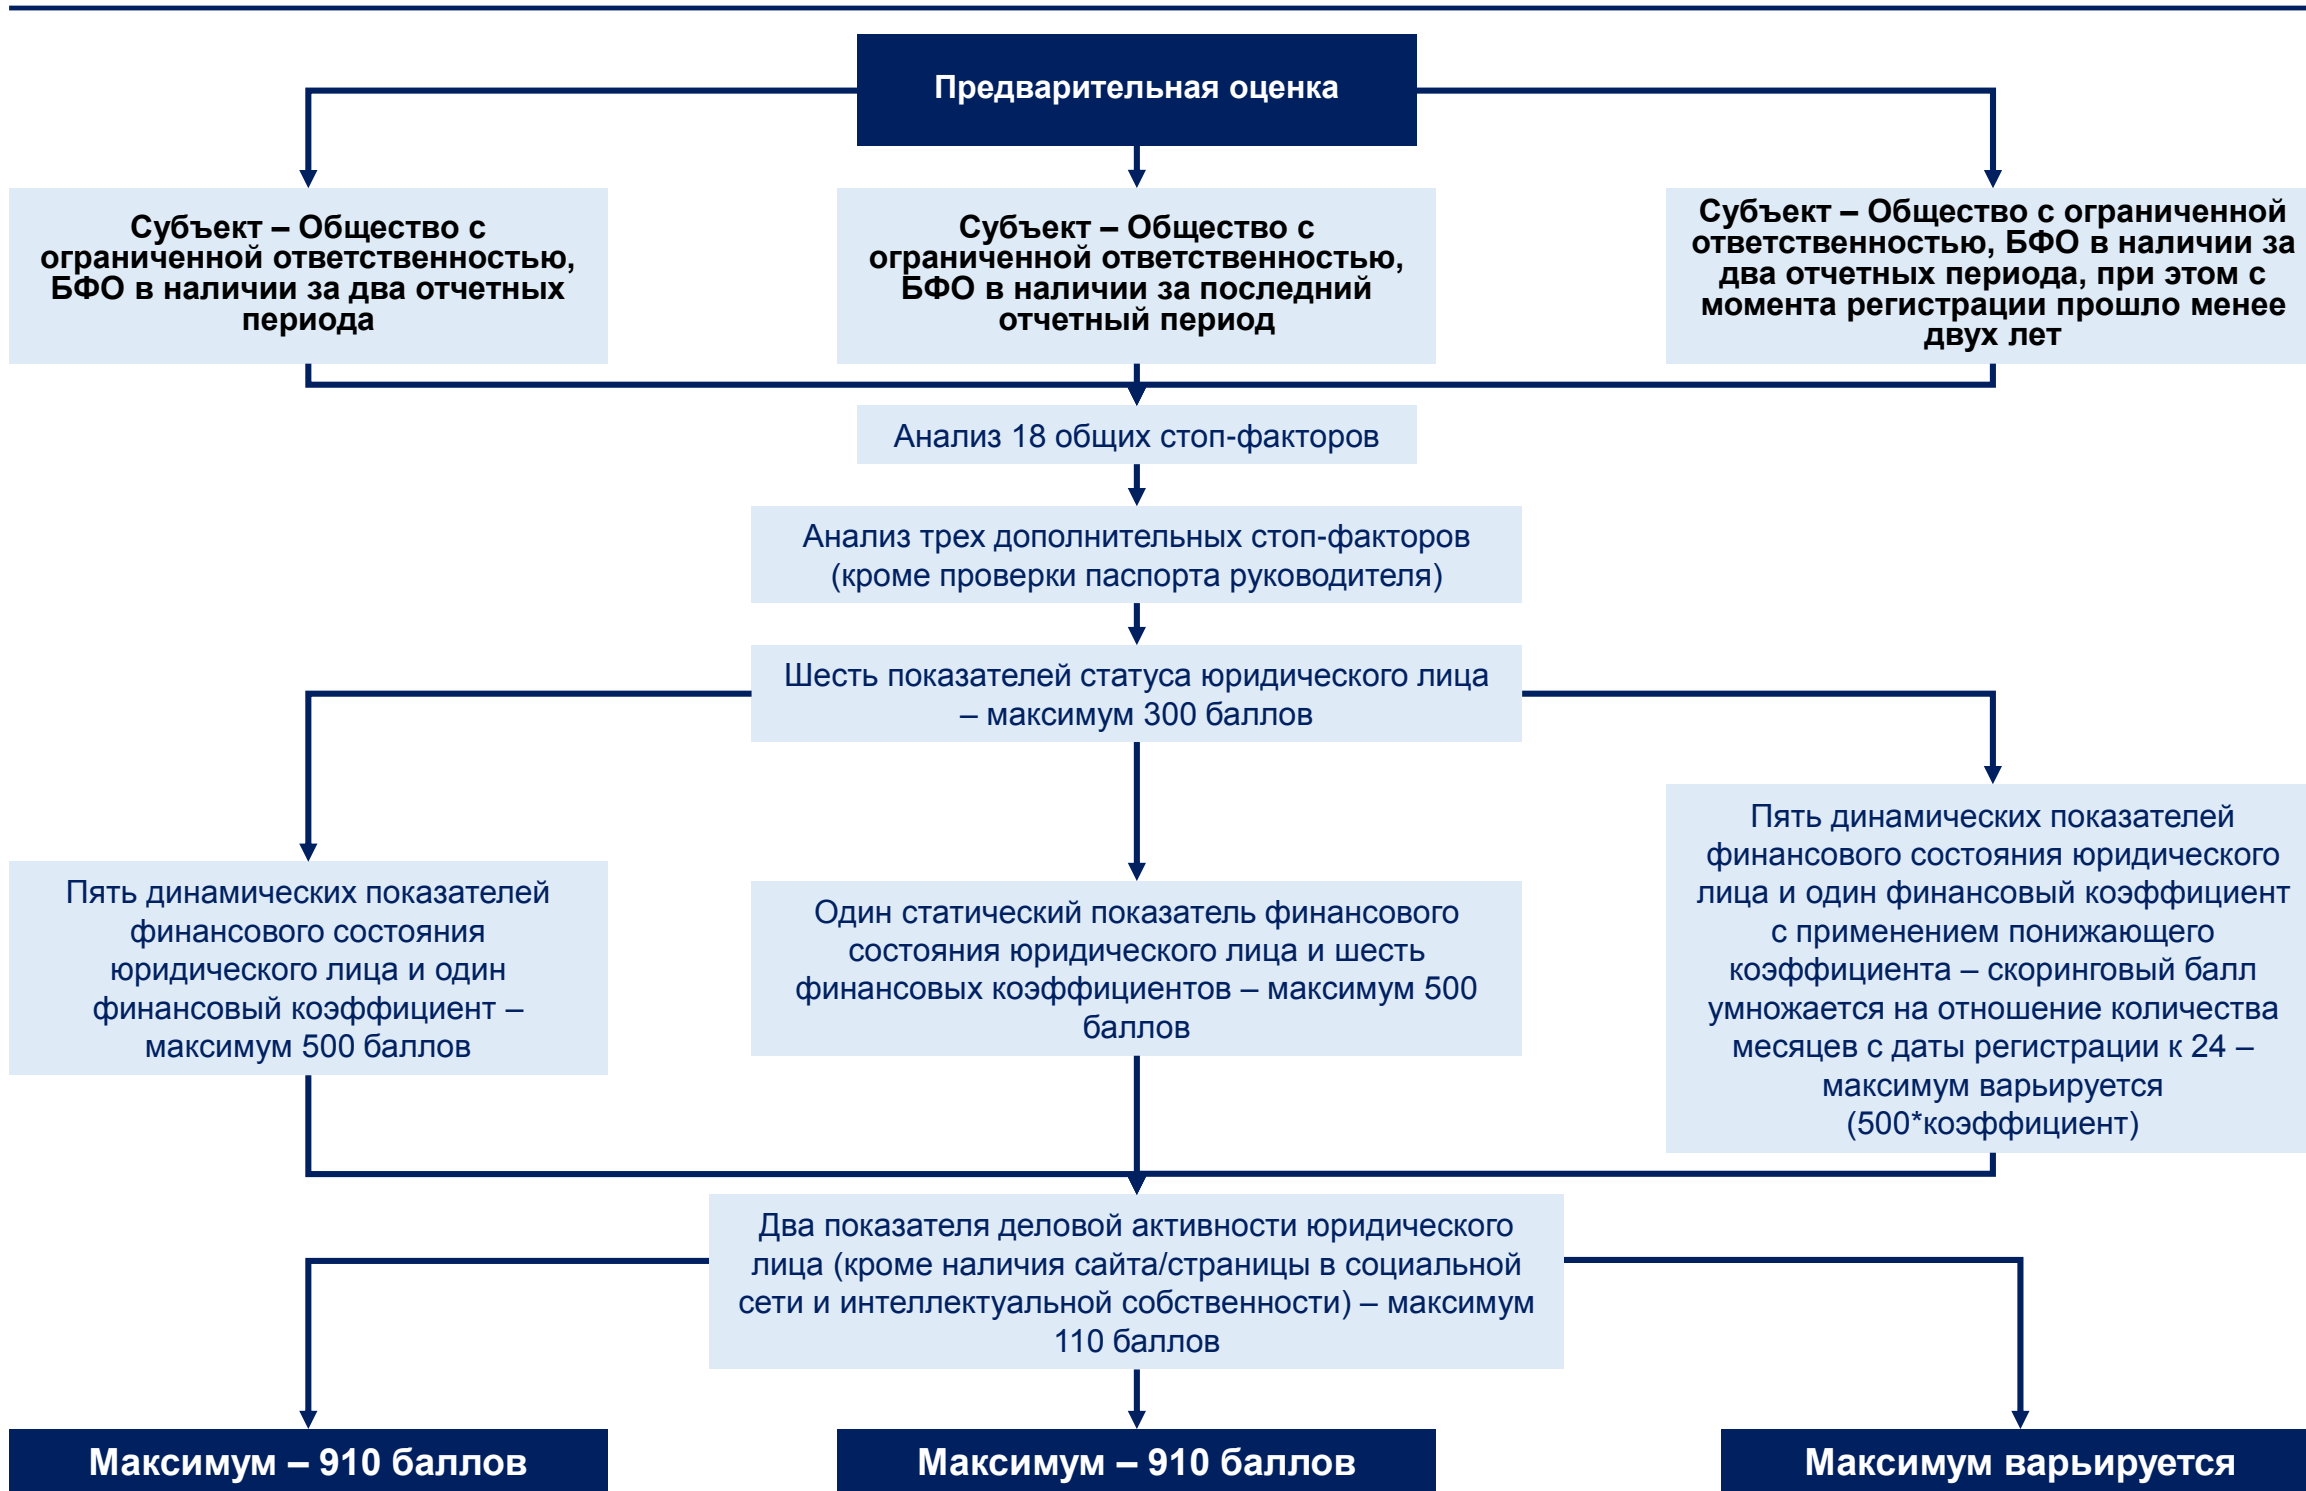 Предварительная оценка
Субъект – Общество с
ограниченной ответственностью,
БФО в наличии за два отчетных
периода
Субъект – Общество с
ограниченной ответственностью,
БФО в наличии за последний
отчетный период
Субъект – Общество с ограниченной
ответственностью, БФО в наличии за
два отчетных периода, при этом с
момента регистрации прошло менее
двух лет
Анализ 18 общих стоп-факторов
Анализ трех дополнительных стоп-факторов
(кроме проверки паспорта руководителя)
Шесть показателей статуса юридического лица
– максимум 300 баллов
Пять динамических показателей
финансового состояния
юридического лица и один
финансовый коэффициент –
максимум 500 баллов
Один статический показатель финансового
состояния юридического лица и шесть
финансовых коэффициентов – максимум 500
баллов
Пять динамических показателей
финансового состояния юридического
лица и один финансовый коэффициент
с применением понижающего
коэффициента – скоринговый балл
умножается на отношение количества
месяцев с даты регистрации к 24 –
максимум варьируется
(500*коэффициент)
Два показателя деловой активности юридического
лица (кроме наличия сайта/страницы в социальной
сети и интеллектуальной собственности) – максимум
110 баллов
Максимум – 910 баллов
Максимум – 910 баллов
Максимум варьируется